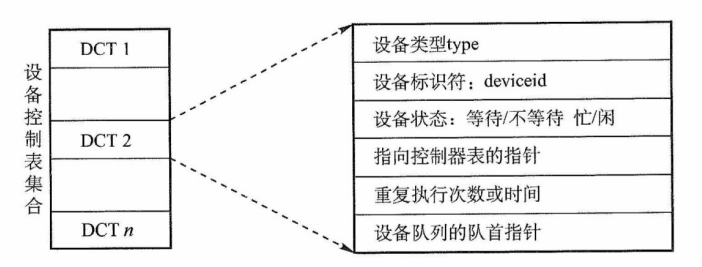 设备控制表集合
DCT 1
DCT 2
DCT n
设备类型type
设备标识符：deviceid
设备状态：等待/不等待 忙/闲
指向控制器表的指针
重复执行次数或时间
设备队列的队首指针